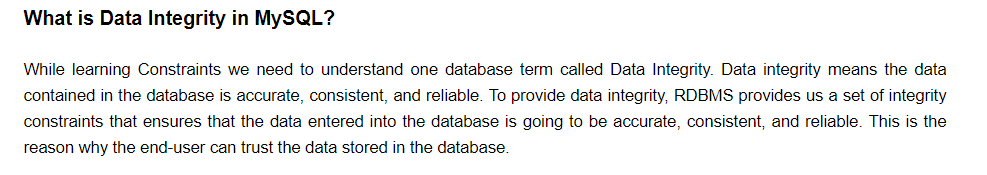 What is Data Integrity in MySQL?
While learning Constraints we need to understand one database term called Data Integrity. Data integrity means the data
contained in the database is accurate, consistent, and reliable. To provide data integrity, RDBMS provides us a set of integrity
constraints that ensures that the data entered into the database is going to be accurate, consistent, and reliable. This is the
reason why the end-user can trust the data stored in the database.